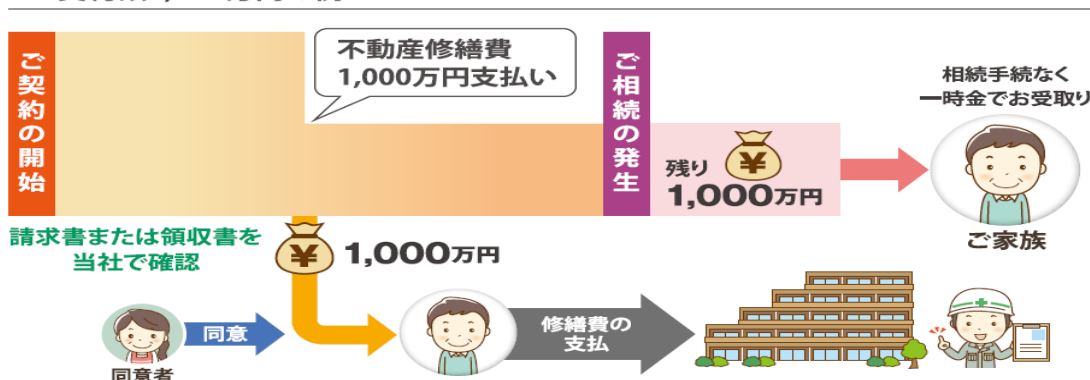 ご契約の開始
不動産修繕費
1,000万円支払い
ご相続の発生
相続手続なく
一時金でお受取り
残り
¥
1,000万円
ご家族
請求書または領収書を
当社で確認
¥
1,000万円
同意
修繕費の
支払
同意者